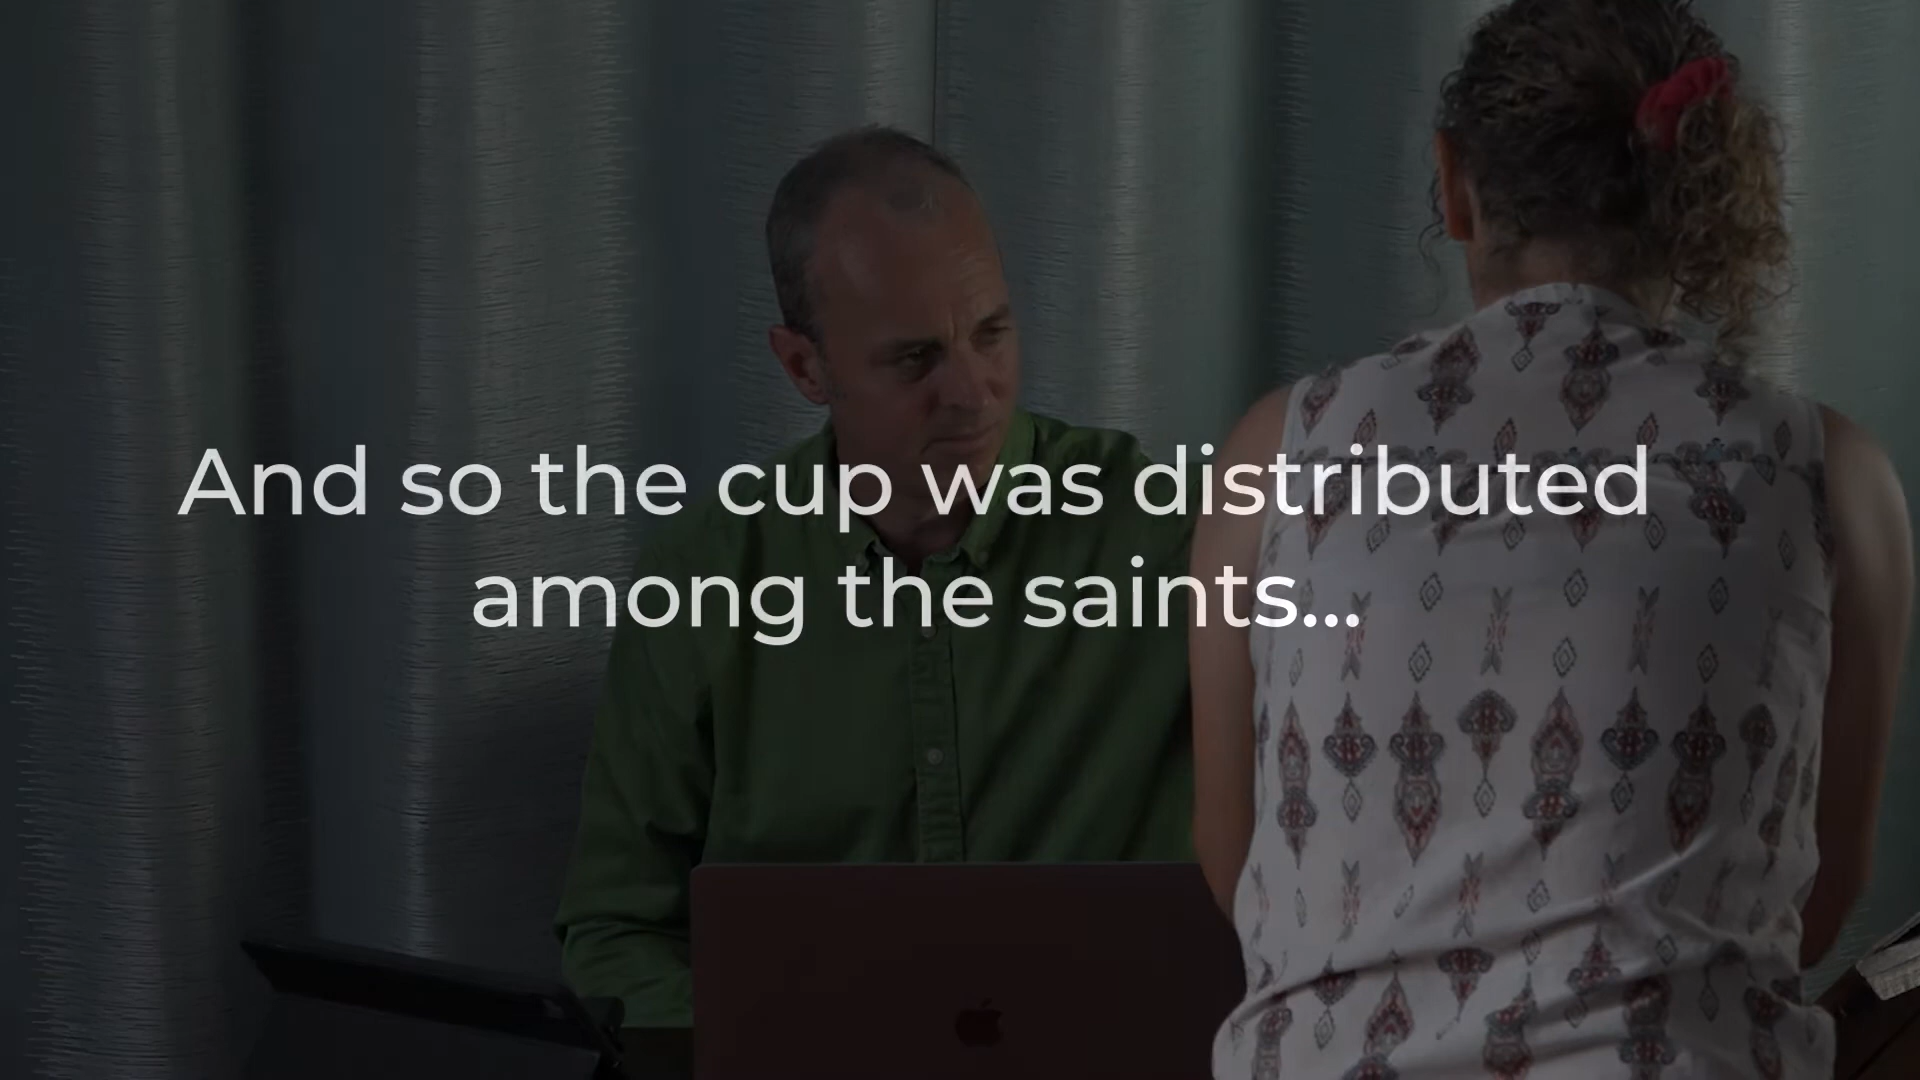 And so the cup was distributed
among the saints...